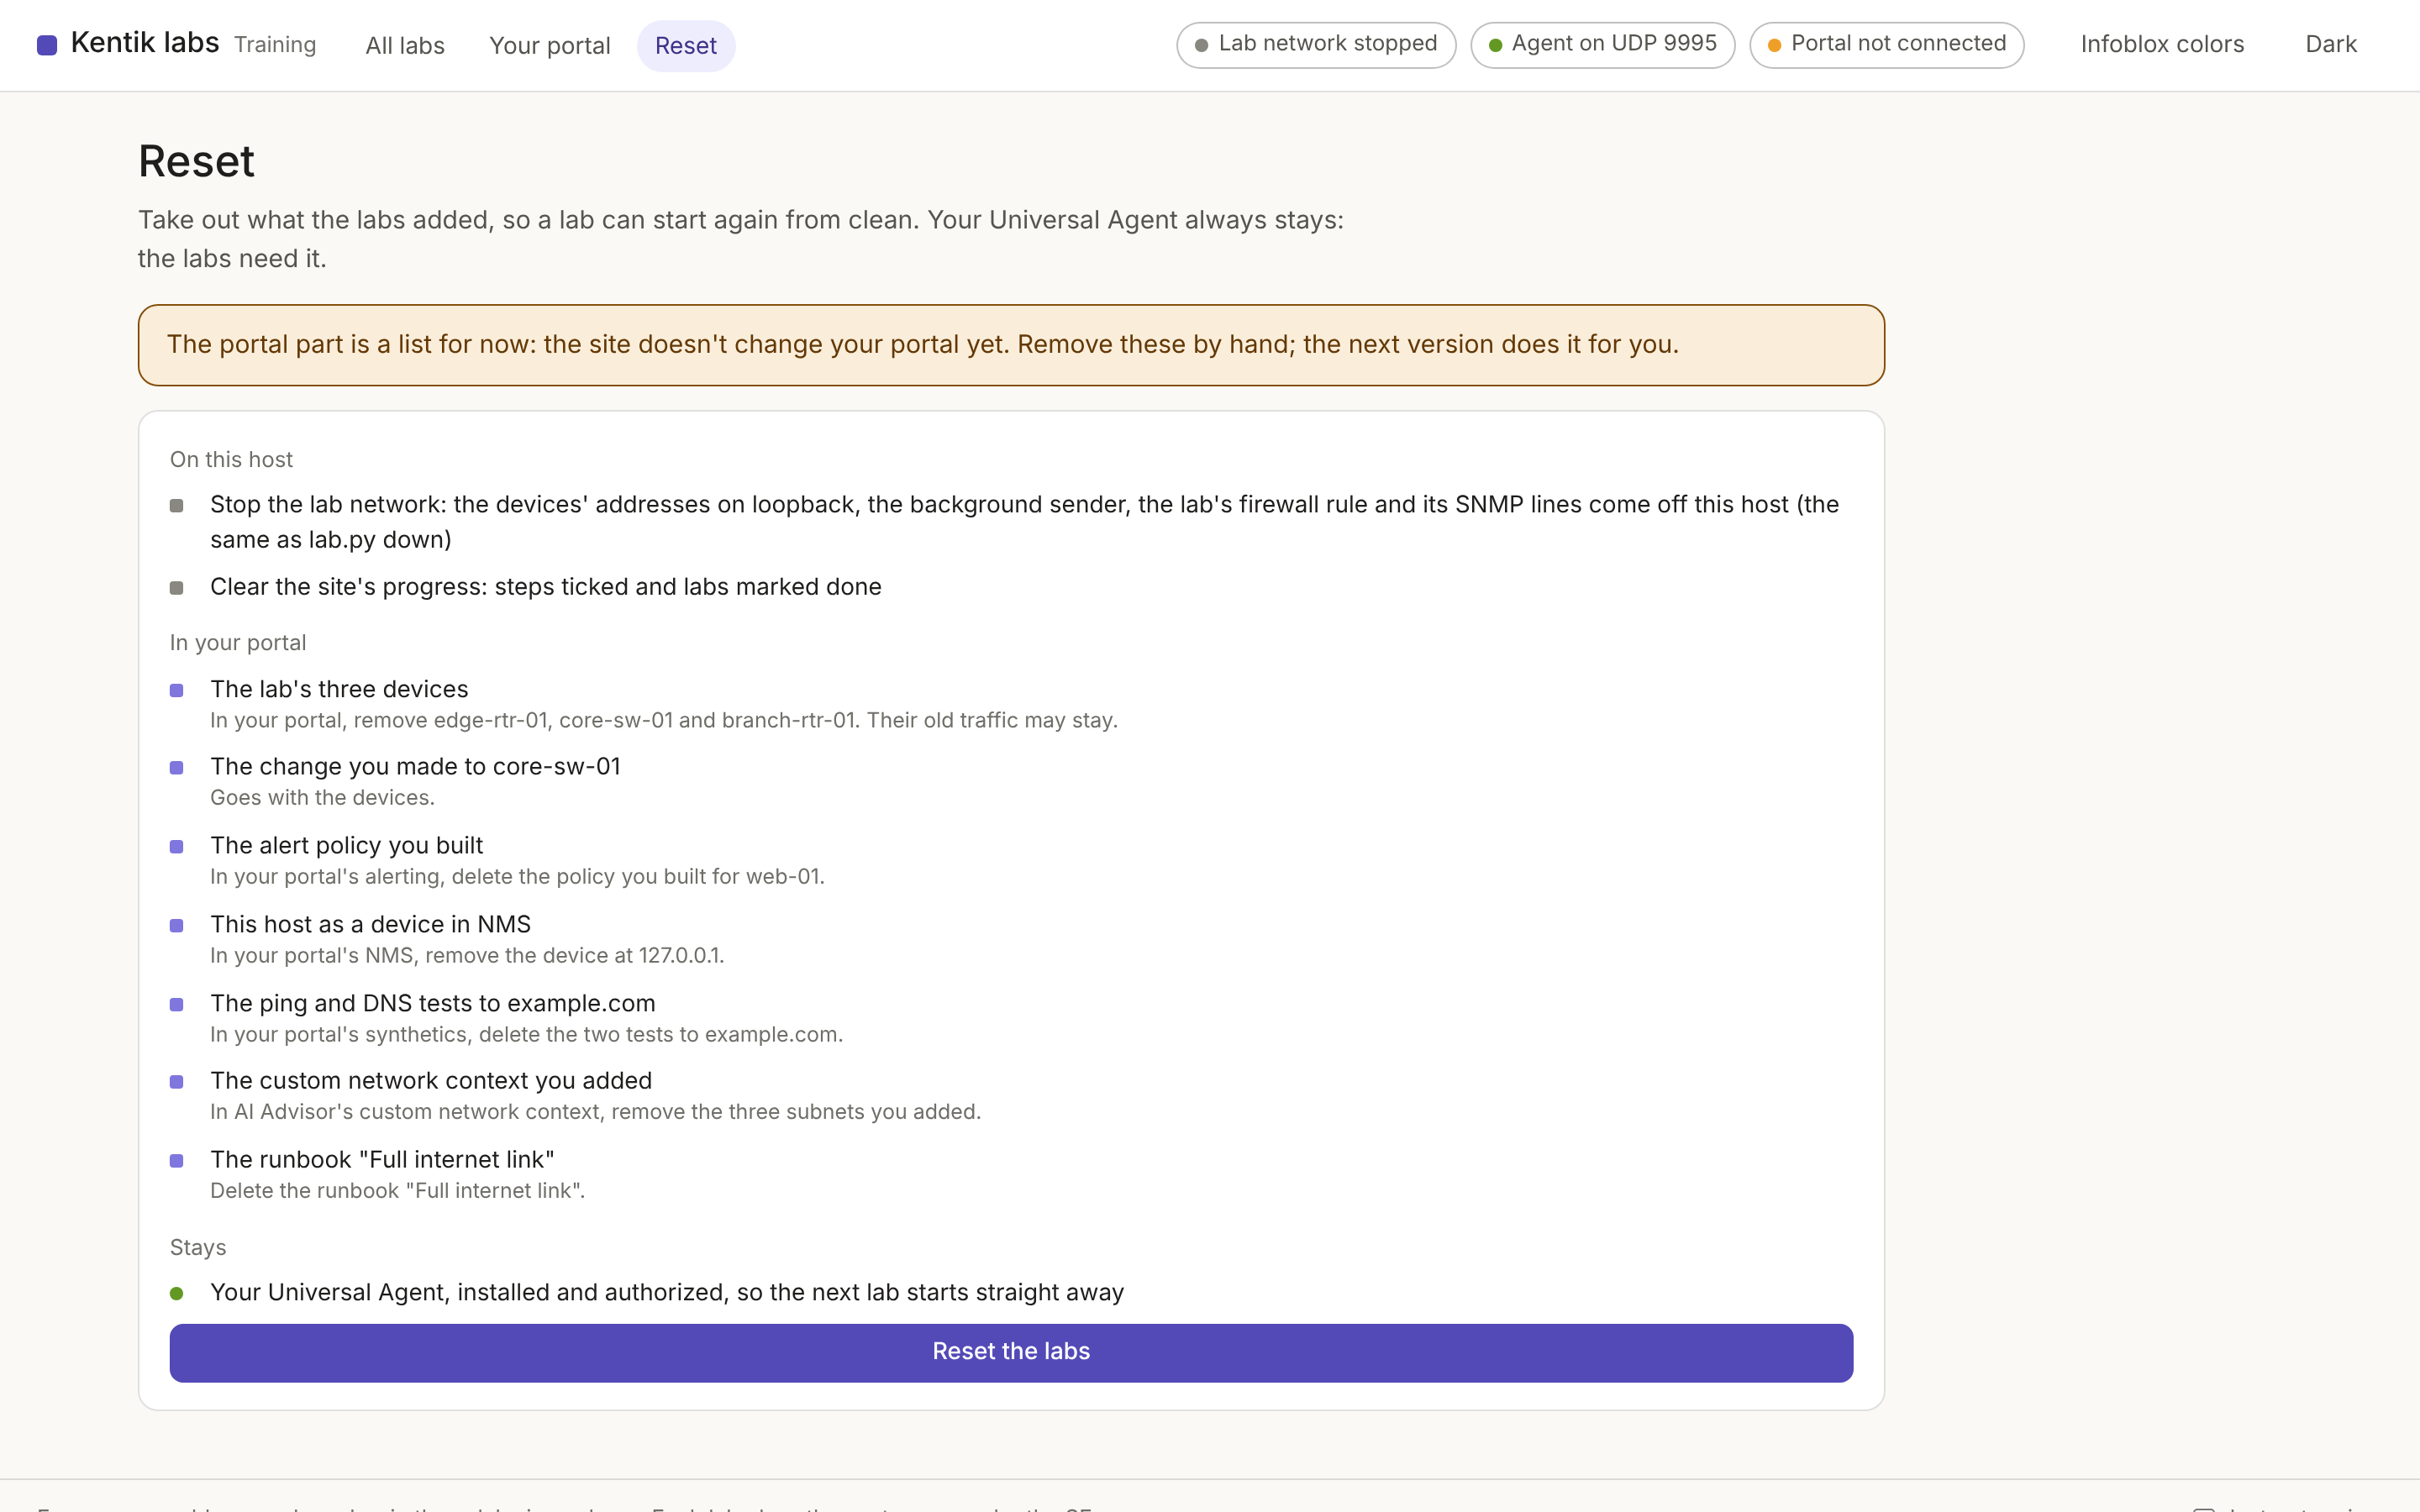 Kentik labs Training All labs Your portal Reset Lab network stopped Agent on UDP 9995 Portal not connected Infoblox colors Dark
Reset
Take out what the labs added, so a lab can start again from clean. Your Universal Agent always stays:
the labs need it.
The portal part is a list for now: the site doesn't change your portal yet. Remove these by hand; the next version does it for you.
On this host
Stop the lab network: the devices' addresses on loopback, the background sender, the lab's firewall rule and its SNMP lines come off this host (the
same as lab.py down)
Clear the site's progress: steps ticked and labs marked done
In your portal
The lab's three devices
In your portal, remove edge-rtr-01, core-sw-01 and branch-rtr-01. Their old traffic may stay.
The change you made to core-sw-01
Goes with the devices.
The alert policy you built
In your portal's alerting, delete the policy you built for web-01.
This host as a device in NMS
In your portal's NMS, remove the device at 127.0.0.1.
The ping and DNS tests to example.com
In your portal's synthetics, delete the two tests to example.com.
The custom network context you added
In AI Advisor's custom network context, remove the three subnets you added.
The runbook "Full internet link"
Delete the runbook "Full internet link".
Stays
Your Universal Agent, installed and authorized, so the next lab starts straight away
Reset the labs